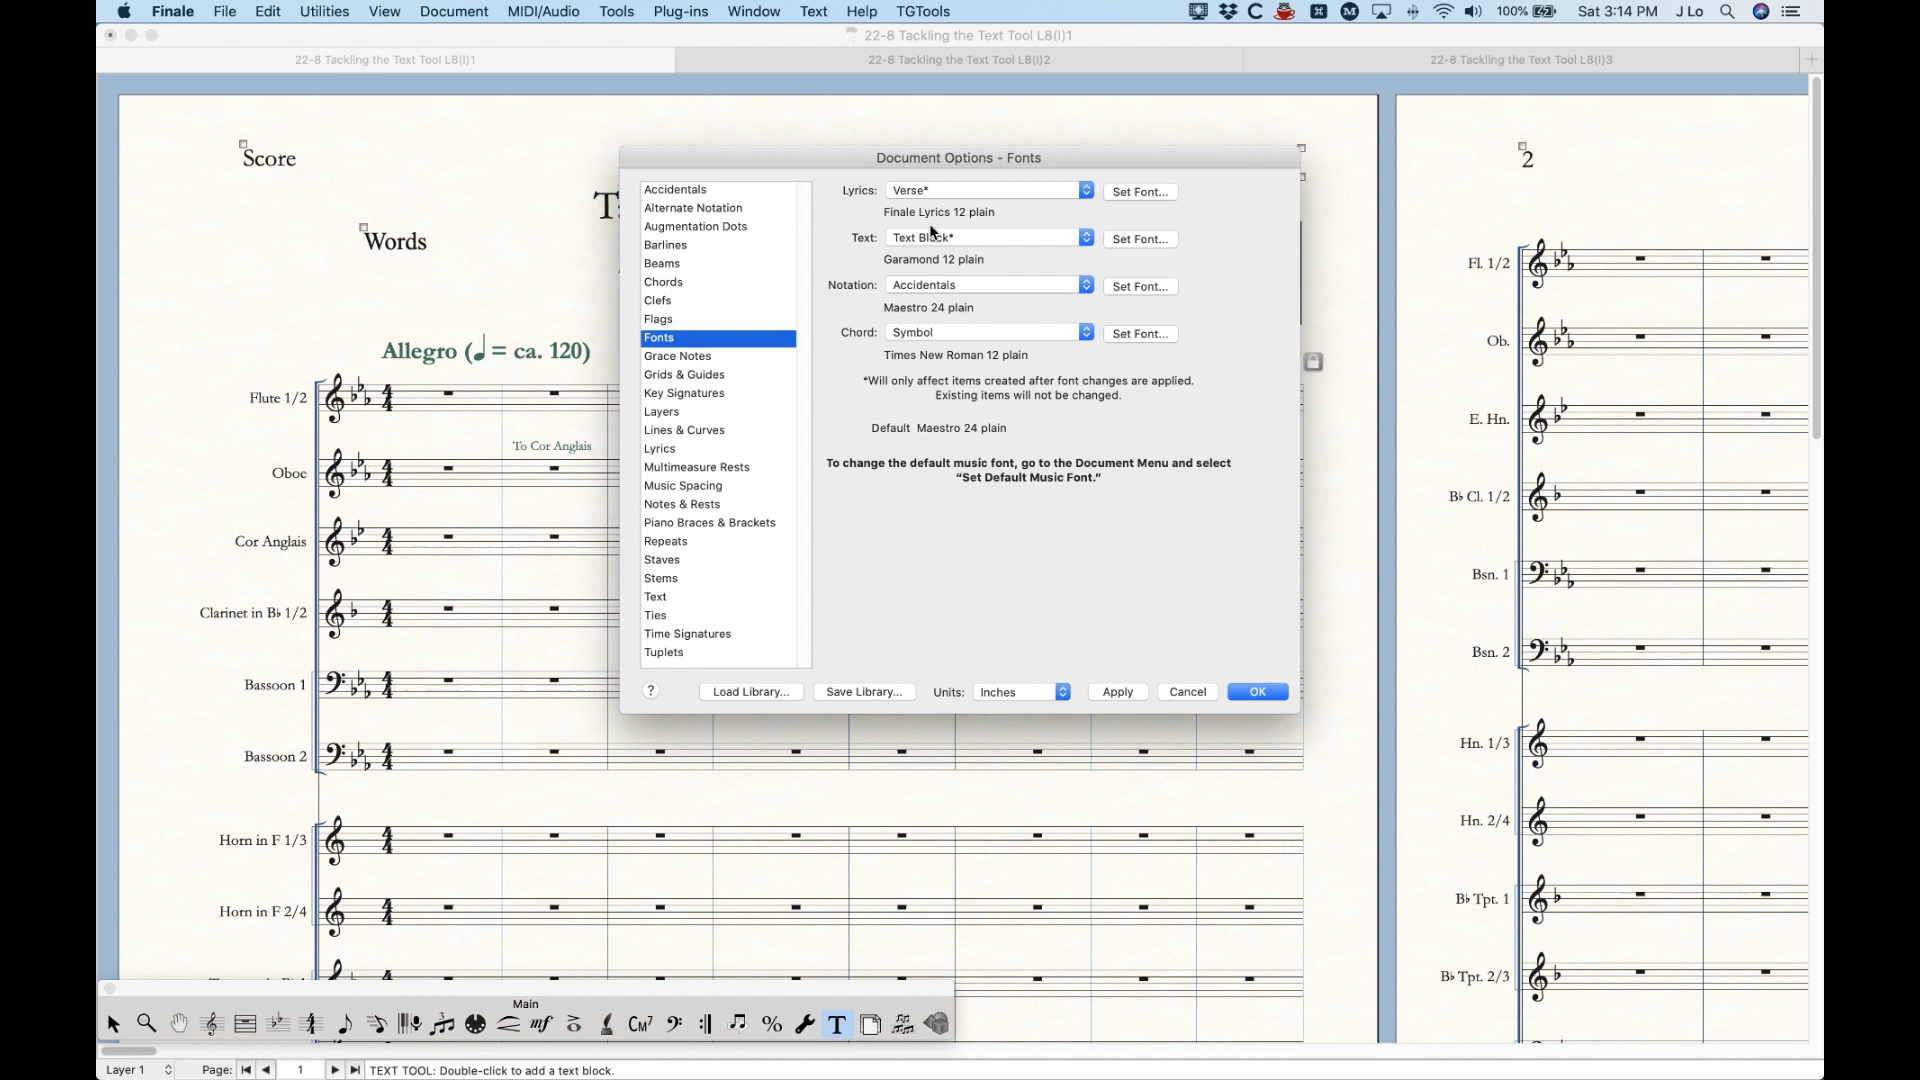 Finale File Edit Utilities View Document MIDI/Audio Tools Plug-ins Window Text Help TGTools
100% Sat 3:14 PM J Lo
22-8 Tackling the Text Tool L8(I)1
22-8 Tackling the Text Tool L8(I)1
22-8 Tackling the Text Tool L8(I)2
22-8 Tackling the Text Tool L8(I)3
Score
Words
Allegro (♩ = ca. 120)
To Cor Anglais
Flute 1/2
Oboe
Cor Anglais
Clarinet in B♭ 1/2
Bassoon 1
Bassoon 2
Horn in F 1/3
Horn in F 2/4
Document Options - Fonts
Accidentals
Alternate Notation
Augmentation Dots
Barlines
Beams
Chords
Clefs
Flags
Fonts
Grace Notes
Grids & Guides
Key Signatures
Layers
Lines & Curves
Lyrics
Multimeasure Rests
Music Spacing
Notes & Rests
Piano Braces & Brackets
Repeats
Staves
Stems
Text
Ties
Time Signatures
Tuplets
Lyrics: Verse* Set Font...
Finale Lyrics 12 plain
Text: Text Block* Set Font...
Garamond 12 plain
Notation: Accidentals Set Font...
Maestro 24 plain
Chord: Symbol Set Font...
Times New Roman 12 plain
*Will only affect items created after font changes are applied.
Existing items will not be changed.
Default Maestro 24 plain
To change the default music font, go to the Document Menu and select
“Set Default Music Font.”
? Load Library... Save Library... Units: Inches Apply Cancel OK
2
Fl. 1/2
Ob.
E. Hn.
B♭ Cl. 1/2
Bsn. 1
Bsn. 2
Hn. 1/3
Hn. 2/4
B♭ Tpt. 1
B♭ Tpt. 2/3
Main
mf CM7 % T
Layer 1 Page: 1 TEXT TOOL: Double-click to add a text block.